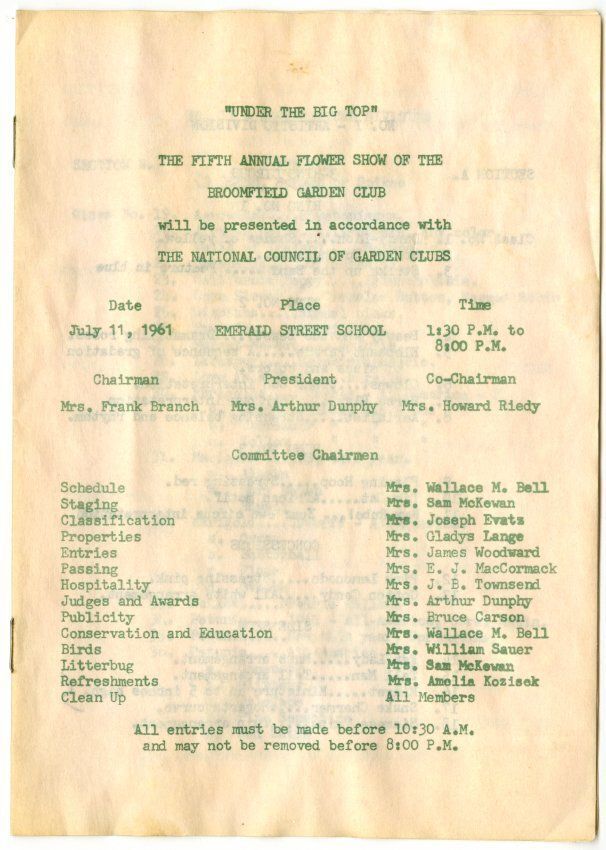 "UNDER THE BIG TOP"
THE FIFTH ANNUAL FLOWER SHOW OF THE
BROOMFIELD GARDEN CLUB
will be presented in accordance with
THE NATIONAL COUNCIL OF GARDEN CLUBS
Date Place Time
July 11, 1961 EMERALD STREET SCHOOL 1:30 P.M. to
8:00 P.M.
Chairman President Co-Chairman
Mrs. Frank Branch Mrs. Arthur Dunphy Mrs. Howard Riedy
Committee Chairmen
Schedule Mrs. Wallace M. Bell
Staging Mrs. Sam McKewan
Classification Mrs. Joseph Evatz
Properties Mrs. Gladys Lange
Entries Mrs. James Woodward
Passing Mrs. E. J. MacCormack
Hospitality Mrs. J. B. Townsend
Judges and Awards Mrs. Arthur Dunphy
Publicity Mrs. Bruce Carson
Conservation and Education Mrs. Wallace M. Bell
Birds Mrs. William Sauer
Litterbug Mrs. Sam McKewan
Refreshments Mrs. Amelia Kozisek
Clean Up All Members
All entries must be made before 10:30 A.M.
and may not be removed before 8:00 P.M.